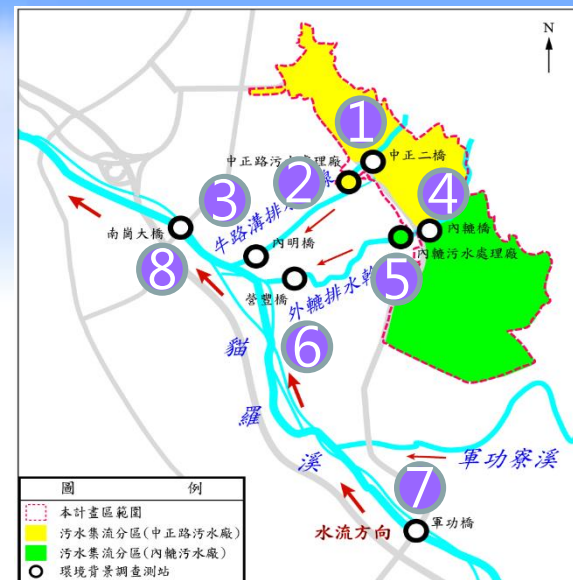 N
1
中正路污水處理廠
中正二橋
2
3
4
牛路溝排水
線
內轆橋
南崗大橋
內明橋
內轆污水處理廠
8
5
營豐橋
外轆排水幹
6
貓
羅
溪
軍功寮溪
7
水流方向
軍功橋
圖 例
本計畫區範圍
污水集流分區(中正路污水廠)
污水集流分區(內轆污水廠)
環境背景調查測站